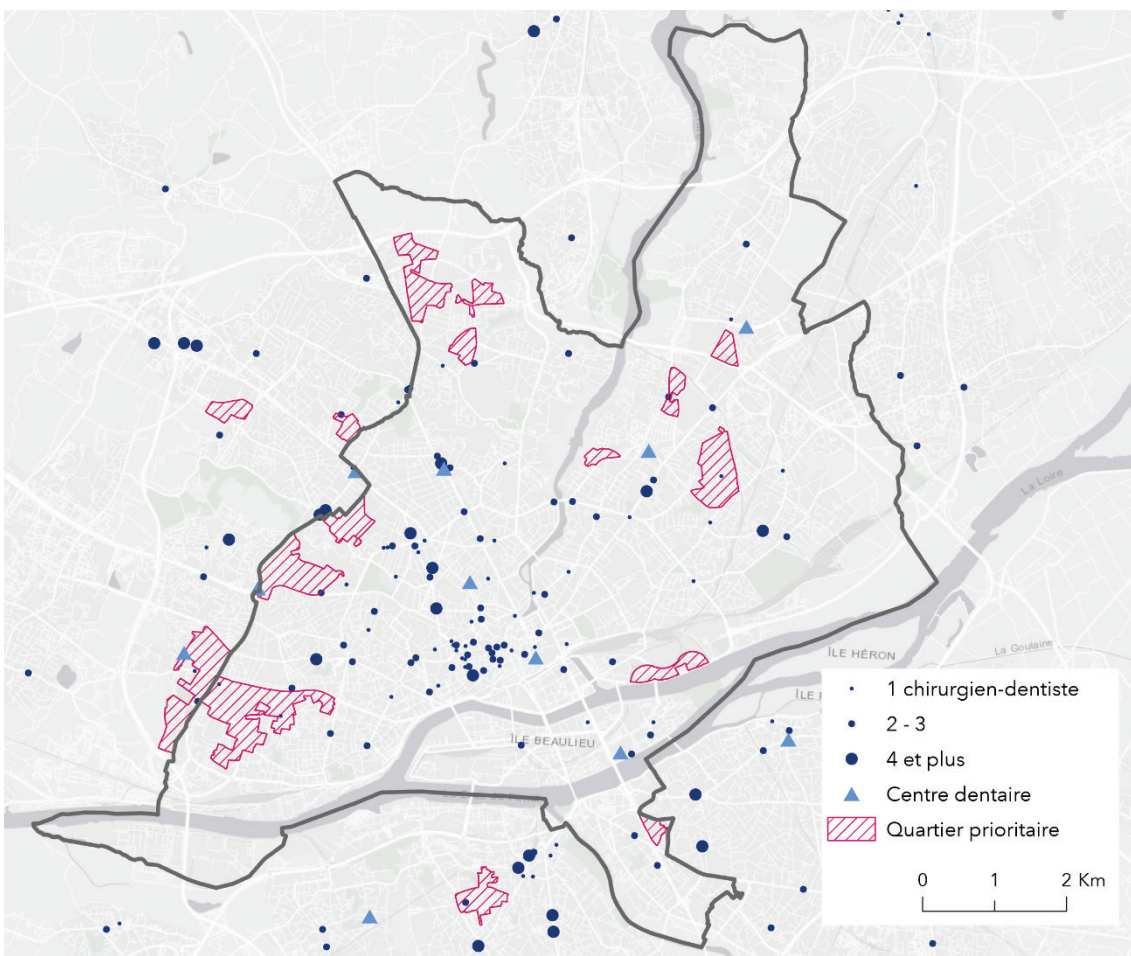 La Loire
ÎLE HÉRON
La Goulaine
ÎLE
ÎLE BEAULIEU
1 chirurgien-dentiste
2 - 3
4 et plus
Centre dentaire
Quartier prioritaire
0 1 2 Km